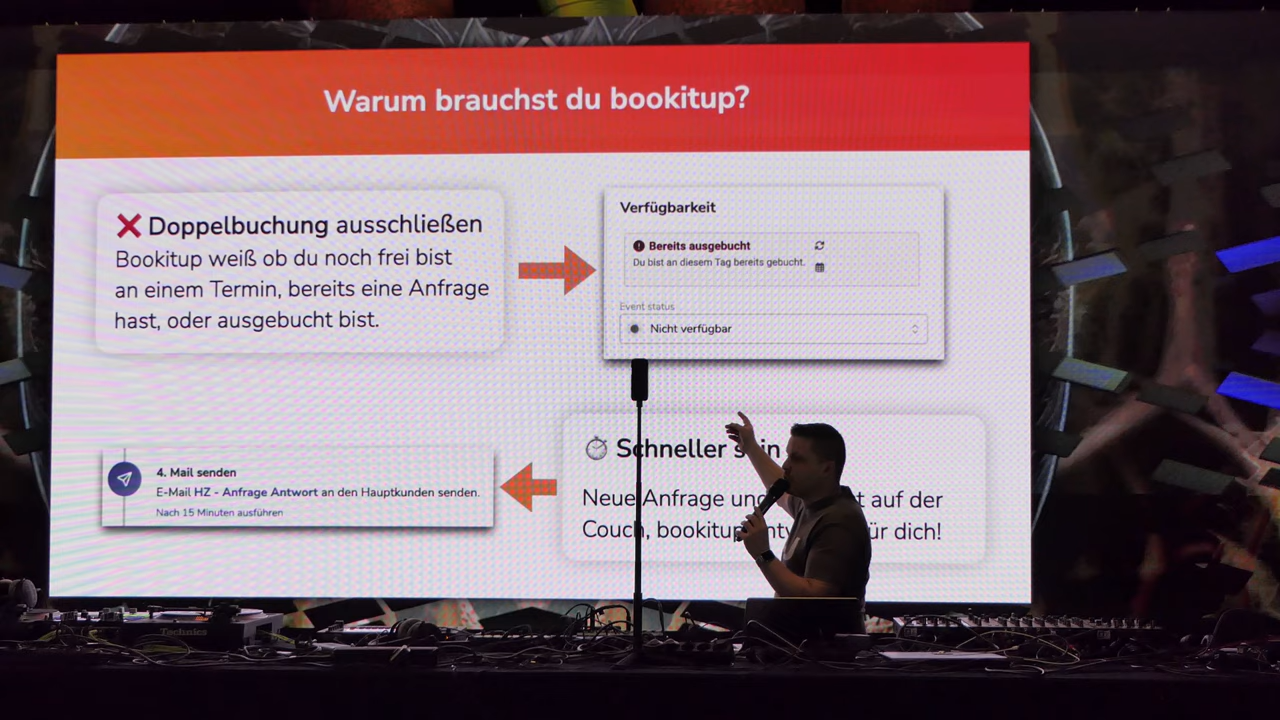 Warum brauchst du bookitup?
❌ Doppelbuchung ausschließen
Bookitup weiß ob du noch frei bist
an einem Termin, bereits eine Anfrage
hast, oder ausgebucht bist.
Verfügbarkeit
Bereits ausgebucht
Du bist an diesem Tag bereits gebucht.
Event status
Nicht verfügbar
4. Mail senden
E-Mail HZ - Anfrage Antwort an den Hauptkunden senden.
Nach 15 Minuten ausführen
Schneller
Neue Anfrage auf der
Couch, bookitup dich!
Technics